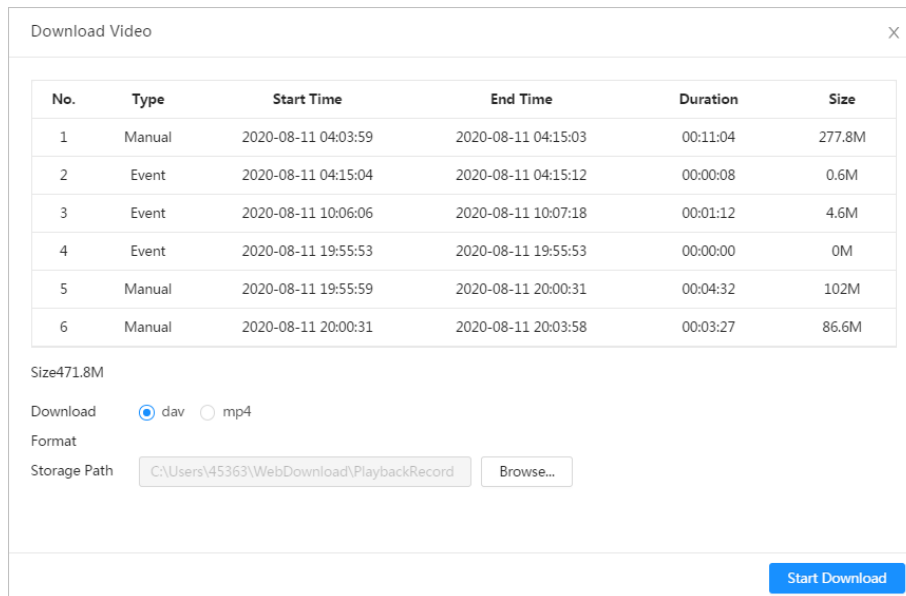 Download Video
No. Type Start Time End Time Duration Size
1 Manual 2020-08-11 04:03:59 2020-08-11 04:15:03 00:11:04 277.8M
2 Event 2020-08-11 04:15:04 2020-08-11 04:15:12 00:00:08 0.6M
3 Event 2020-08-11 10:06:06 2020-08-11 10:07:18 00:01:12 4.6M
4 Event 2020-08-11 19:55:53 2020-08-11 19:55:53 00:00:00 0M
5 Manual 2020-08-11 19:55:59 2020-08-11 20:00:31 00:04:32 102M
6 Manual 2020-08-11 20:00:31 2020-08-11 20:03:58 00:03:27 86.6M
Size471.8M
Download dav mp4
Format
Storage Path C:\Users\45363\WebDownload\PlaybackRecord Browse...
Start Download